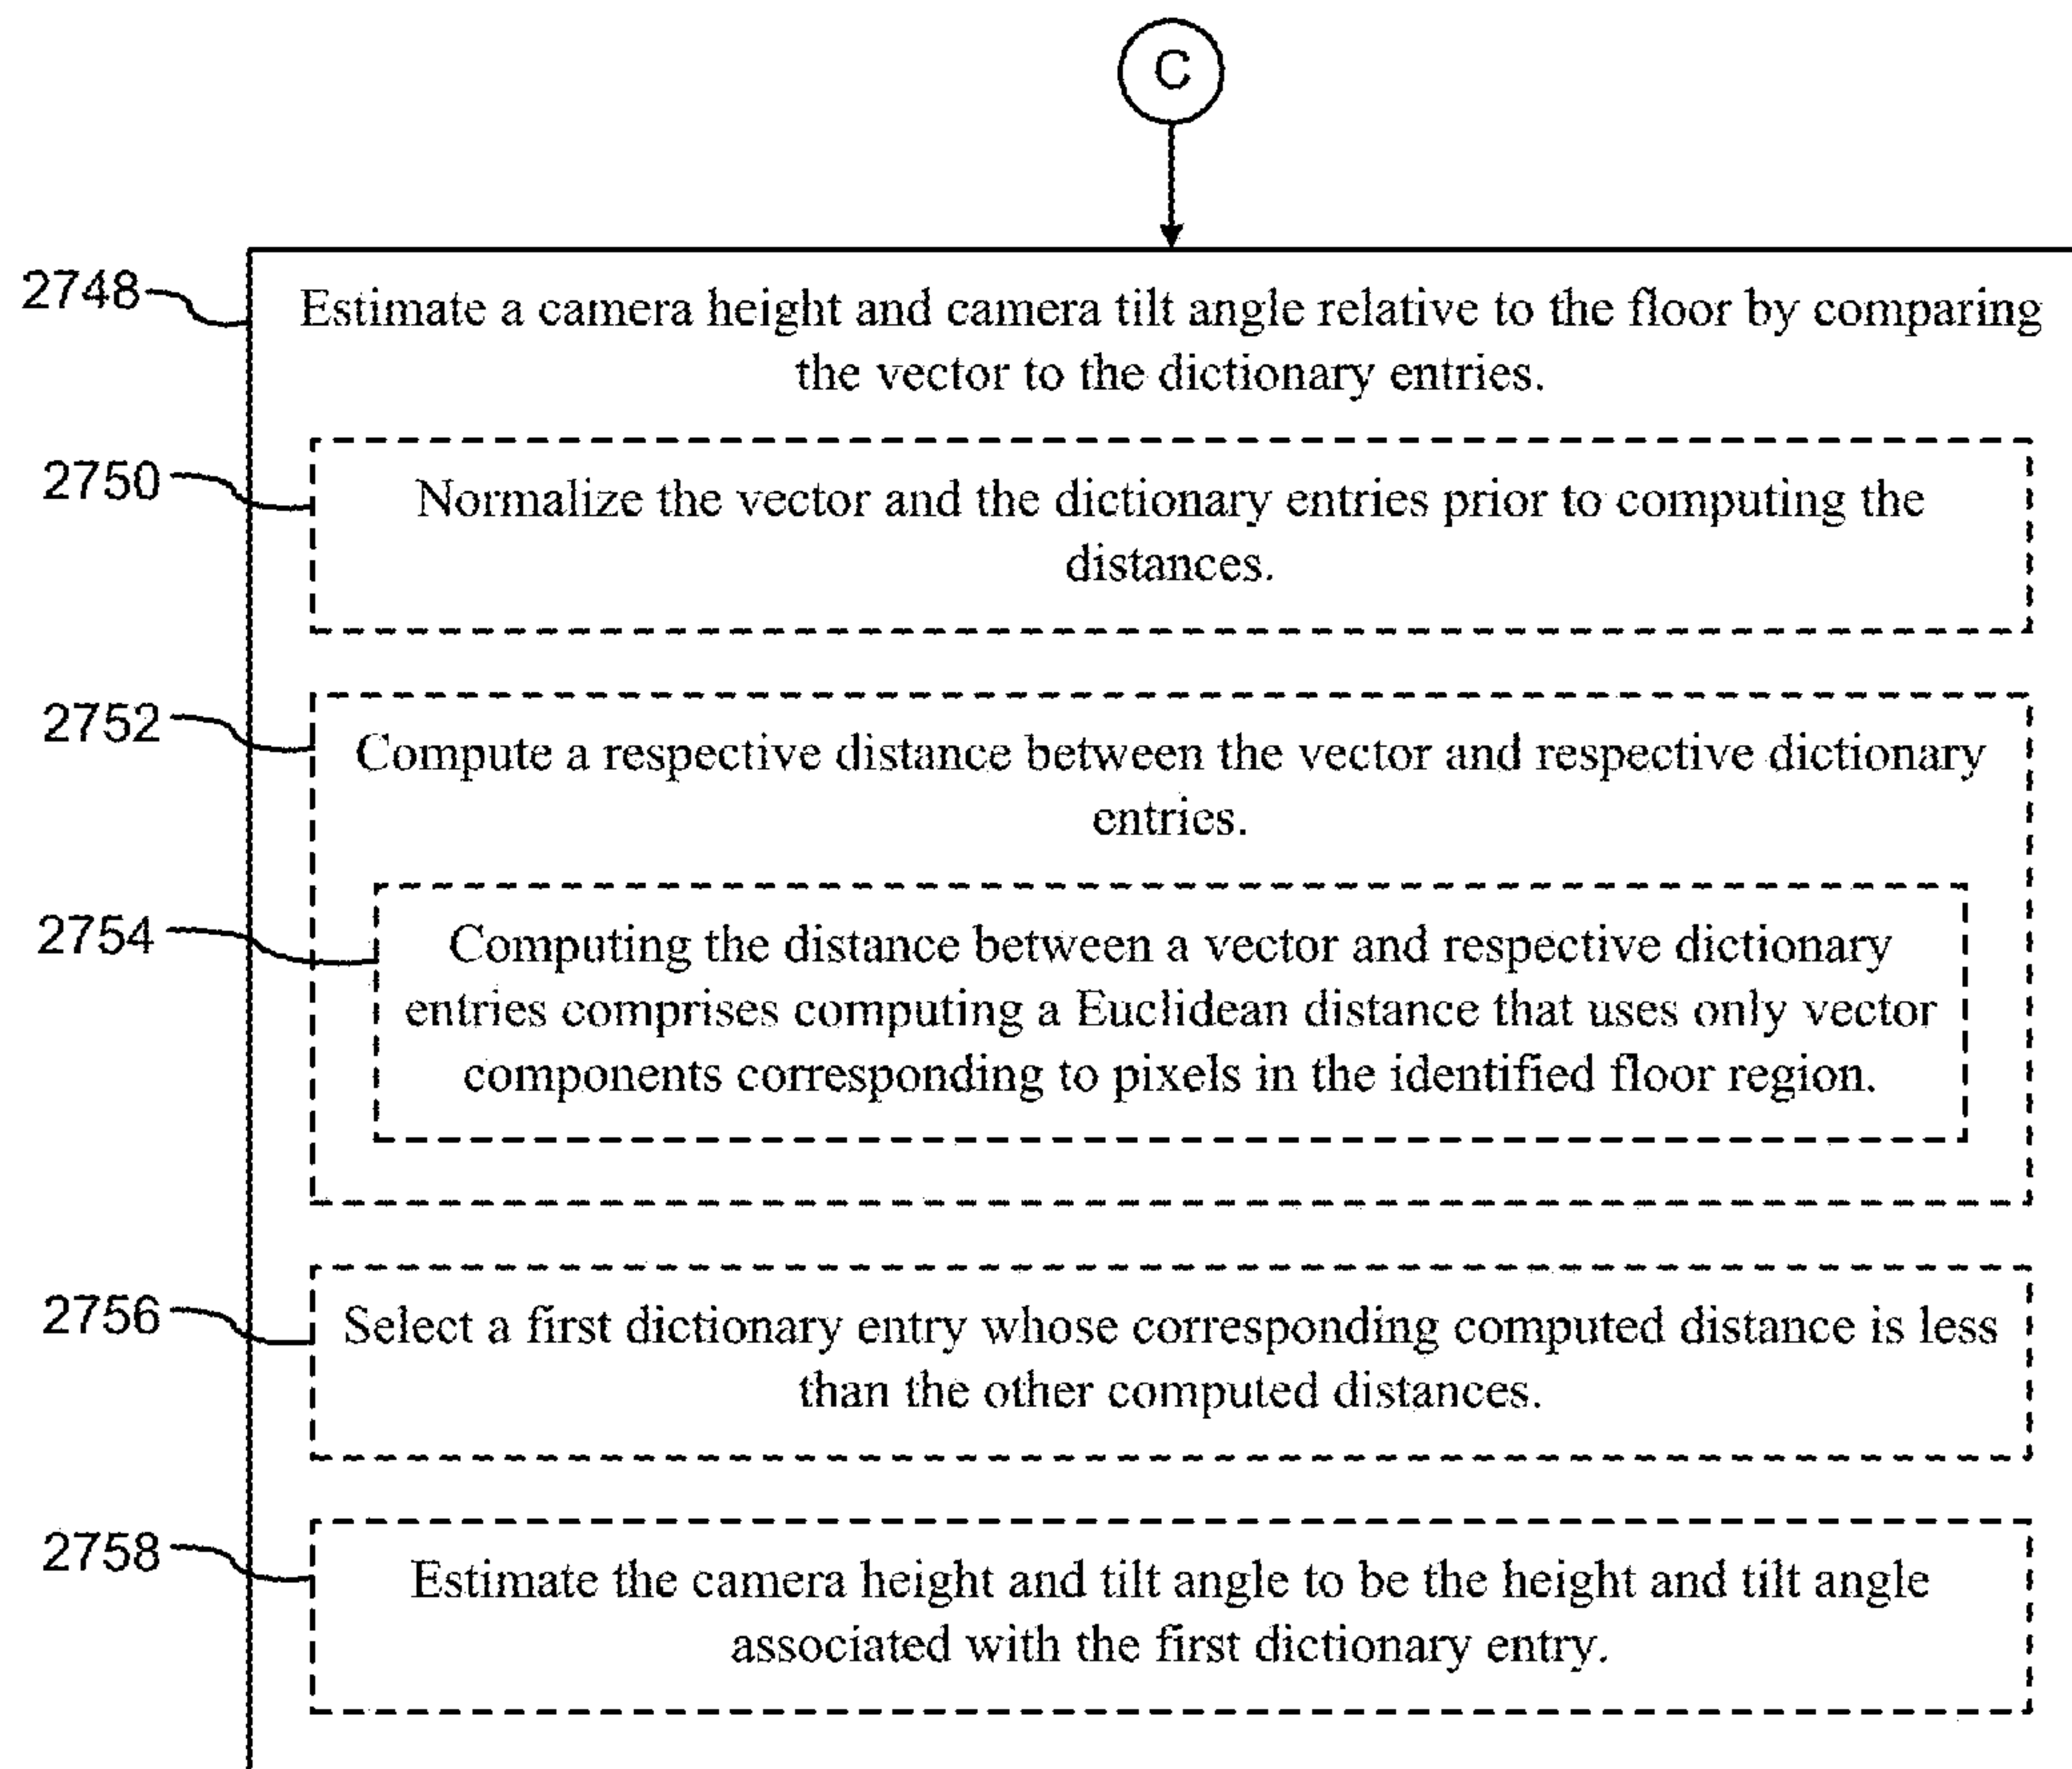 C
2748
Estimate a camera height and camera tilt angle relative to the floor by comparing
the vector to the dictionary entries.
2750
Normalize the vector and the dictionary entries prior to computing the
distances.
2752
Compute a respective distance between the vector and respective dictionary
entries.
2754
Computing the distance between a vector and respective dictionary
entries comprises computing a Euclidean distance that uses only vector
components corresponding to pixels in the identified floor region.
2756
Select a first dictionary entry whose corresponding computed distance is less
than the other computed distances.
2758
Estimate the camera height and tilt angle to be the height and tilt angle
associated with the first dictionary entry.